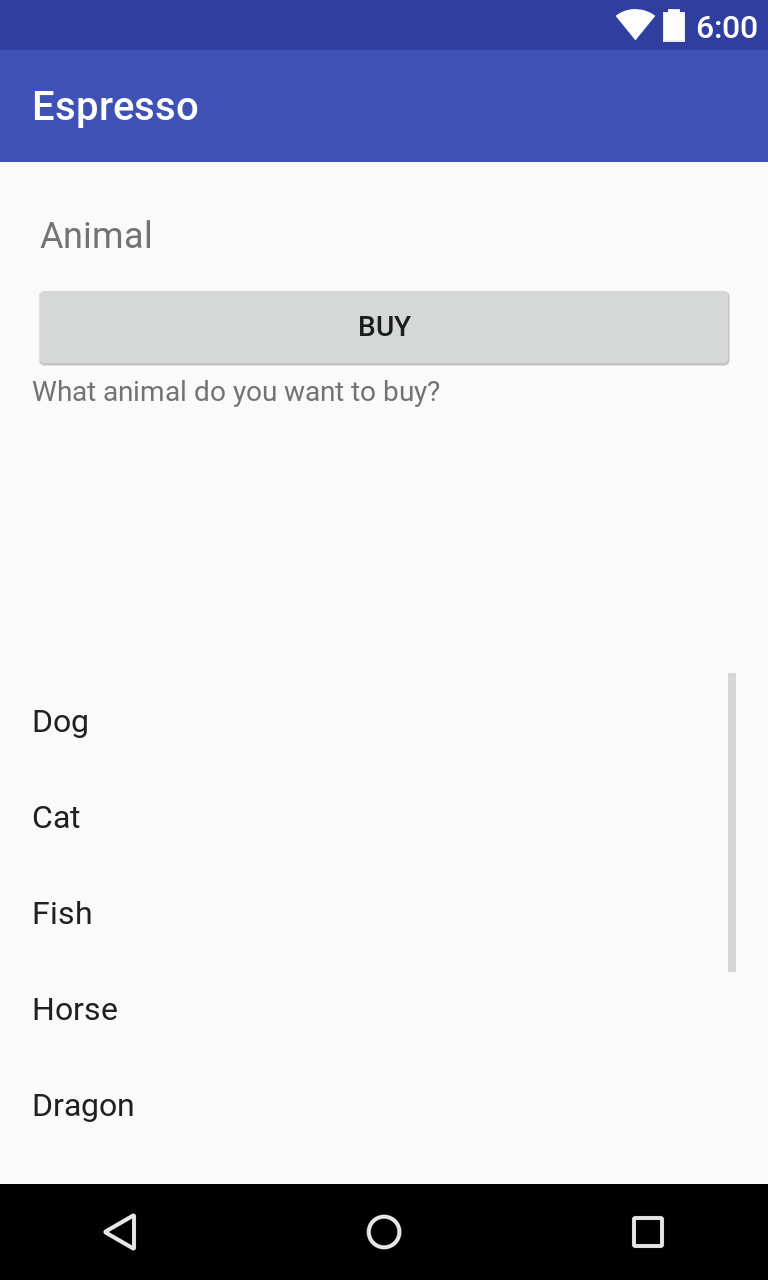 6:00
Espresso
Animal
BUY
What animal do you want to buy?
Dog
Cat
Fish
Horse
Dragon